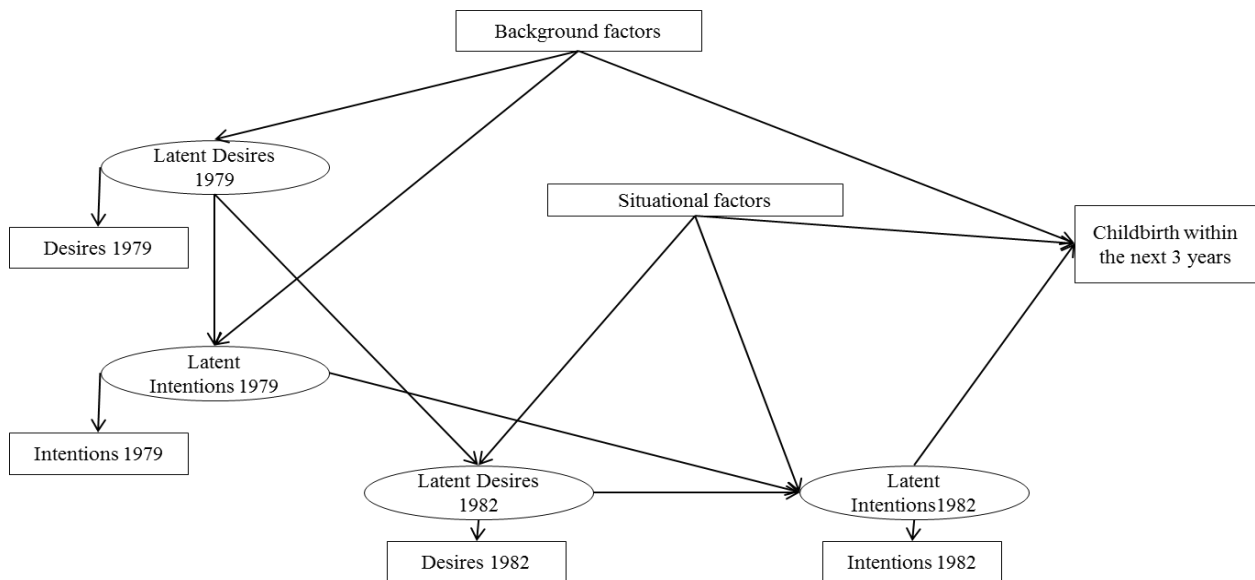 Background factors
Latent Desires
1979
Situational factors
Desires 1979
Childbirth within
the next 3 years
Latent
Intentions 1979
Intentions 1979
Latent Desires
1982
Latent
Intentions1982
Desires 1982
Intentions 1982